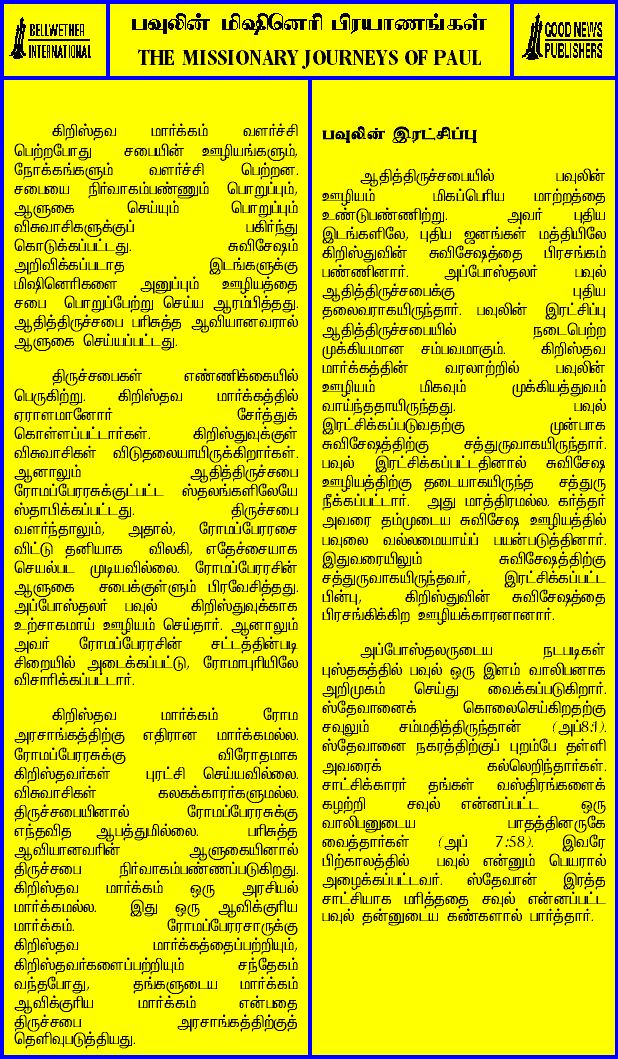 BELLWETHER
INTERNATIONAL
பவுலின் மிஷினெரி பிரயாணங்கள்
THE MISSIONARY JOURNEYS OF PAUL
GOOD NEWS
PUBLISHERS
கிறிஸ்தவ மார்க்கம் வளர்ச்சி
பெற்றபோது சபையின் ஊழியங்களும்,
நோக்கங்களும் வளர்ச்சி பெற்றன.
சபையை நிர்வாகம்பண்ணும் பொறுப்பும்,
ஆளுகை செய்யும் பொறுப்பும்
விசுவாசிகளுக்குப் பகிர்ந்து
கொடுக்கப்பட்டது. சுவிசேஷம்
அறிவிக்கப்படாத இடங்களுக்கு
மிஷினெரிகளை அனுப்பும் ஊழியத்தை
சபை பொறுப்பேற்று செய்ய ஆரம்பித்தது.
ஆதித்திருச்சபை பரிசுத்த ஆவியானவரால்
ஆளுகை செய்யப்பட்டது.
திருச்சபைகள் எண்ணிக்கையில்
பெருகிற்று. கிறிஸ்தவ மார்க்கத்தில்
ஏராளமானோர் சேர்த்துக்
கொள்ளப்பட்டார்கள். கிறிஸ்துவுக்குள்
விசுவாசிகள் விடுதலையாயிருக்கிறார்கள்.
ஆனாலும் ஆதித்திருச்சபை
ரோமப்பேரரசுக்குட்பட்ட ஸ்தலங்களிலேயே
ஸ்தாபிக்கப்பட்டது. திருச்சபை
வளர்ந்தாலும், அதால், ரோமப்பேரரசை
விட்டு தனியாக விலகி, எதேச்சையாக
செயல்பட முடியவில்லை. ரோமப்பேரரசின்
ஆளுகை சபைக்குள்ளும் பிரவேசித்தது.
அப்போஸ்தலர் பவுல் கிறிஸ்துவுக்காக
உற்சாகமாய் ஊழியம் செய்தார். ஆனாலும்
அவர் ரோமப்பேரரசின் சட்டத்தின்படி
சிறையில் அடைக்கப்பட்டு, ரோமாபுரியிலே
விசாரிக்கப்பட்டார்.
கிறிஸ்தவ மார்க்கம் ரோம
அரசாங்கத்திற்கு எதிரான மார்க்கமல்ல.
ரோமப்பேரரசுக்கு விரோதமாக
கிறிஸ்தவர்கள் புரட்சி செய்யவில்லை.
விசுவாசிகள் கலகக்காரர்களுமல்ல.
திருச்சபையினால் ரோமப்பேரரசுக்கு
எந்தவித ஆபத்துமில்லை. பரிசுத்த
ஆவியானவரின் ஆளுகையினால்
திருச்சபை நிர்வாகம்பண்ணப்படுகிறது.
கிறிஸ்தவ மார்க்கம் ஒரு அரசியல்
மார்க்கமல்ல. இது ஒரு ஆவிக்குரிய
மார்க்கம். ரோமப்பேரரசாருக்கு
கிறிஸ்தவ மார்க்கத்தைப்பற்றியும்,
கிறிஸ்தவர்களைப்பற்றியும் சந்தேகம்
வந்தபோது, தங்களுடைய மார்க்கம்
ஆவிக்குரிய மார்க்கம் என்பதை
திருச்சபை அரசாங்கத்திற்குத்
தெளிவுபடுத்தியது.
பவுலின் இரட்சிப்பு
ஆதித்திருச்சபையில் பவுலின்
ஊழியம் மிகப்பெரிய மாற்றத்தை
உண்டுபண்ணிற்று. அவர் புதிய
இடங்களிலே, புதிய ஜனங்கள் மத்தியிலே
கிறிஸ்துவின் சுவிசேஷத்தை பிரசங்கம்
பண்ணினார். அப்போஸ்தலர் பவுல்
ஆதித்திருச்சபைக்கு புதிய
தலைவராகயிருந்தார். பவுலின் இரட்சிப்பு
ஆதித்திருச்சபையில் நடைபெற்ற
முக்கியமான சம்பவமாகும். கிறிஸ்தவ
மார்க்கத்தின் வரலாற்றில் பவுலின்
ஊழியம் மிகவும் முக்கியத்துவம்
வாய்ந்ததாயிருந்தது. பவுல்
இரட்சிக்கப்படுவதற்கு முன்பாக
சுவிசேஷத்திற்கு சத்துருவாகயிருந்தார்.
பவுல் இரட்சிக்கப்பட்டதினால் சுவிசேஷ
ஊழியத்திற்கு தடையாகயிருந்த சத்துரு
நீக்கப்பட்டார். அது மாத்திரமல்ல. கர்த்தர்
அவரை தம்முடைய சுவிசேஷ ஊழியத்தில்
பவுலை வல்லமையாய்ப் பயன்படுத்தினார்.
இதுவரையிலும் சுவிசேஷத்திற்கு
சத்துருவாகயிருந்தவர், இரட்சிக்கப்பட்ட
பின்பு, கிறிஸ்துவின் சுவிசேஷத்தை
பிரசங்கிக்கிற ஊழியக்காரனானார்.
அப்போஸ்தலருடைய நடபடிகள்
புஸ்தகத்தில் பவுல் ஒரு இளம் வாலிபனாக
அறிமுகம் செய்து வைக்கப்படுகிறார்.
ஸ்தேவானைக் கொலைசெய்கிறதற்கு
சவுலும் சம்மதித்திருந்தான் (அப்8:1).
ஸ்தேவானை நகரத்திற்குப் புறம்பே தள்ளி
அவரைக் கல்லெறிந்தார்கள்.
சாட்சிக்காரர் தங்கள் வஸ்திரங்களைக்
கழற்றி சவுல் என்னப்பட்ட ஒரு
வாலிபனுடைய பாதத்தினருகே
வைத்தார்கள் (அப் 7:58). இவரே
பிற்காலத்தில் பவுல் என்னும் பெயரால்
அழைக்கப்பட்டவர். ஸ்தேவான் இரத்த
சாட்சியாக மரித்ததை சவுல் என்னப்பட்ட
பவுல் தன்னுடைய கண்களால் பார்த்தார்.